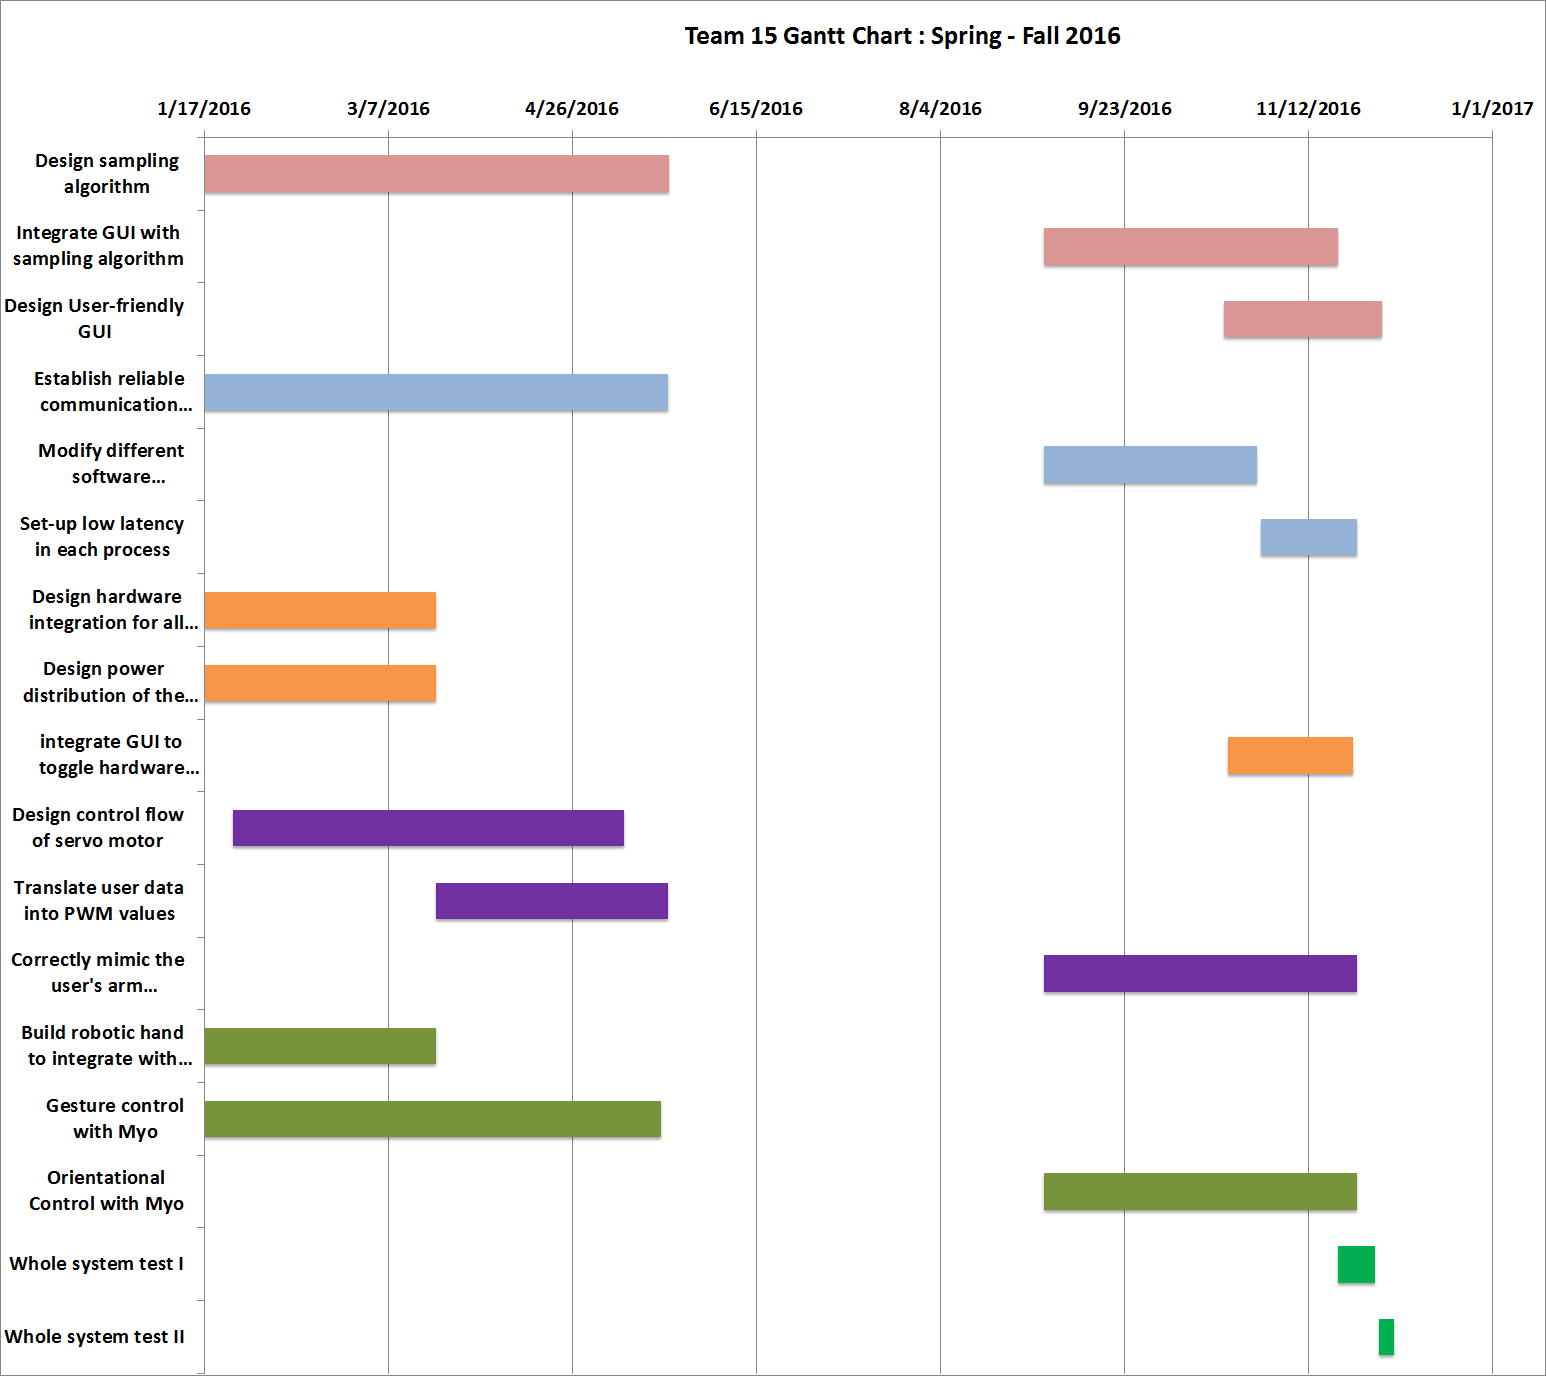 Team 15 Gantt Chart : Spring - Fall 2016
1/17/2016 3/7/2016 4/26/2016 6/15/2016 8/4/2016 9/23/2016 11/12/2016 1/1/2017
Design sampling
algorithm
Integrate GUI with
sampling algorithm
Design User-friendly
GUI
Establish reliable
communication...
Modify different
software...
Set-up low latency
in each process
Design hardware
integration for all...
Design power
distribution of the...
integrate GUI to
toggle hardware...
Design control flow
of servo motor
Translate user data
into PWM values
Correctly mimic the
user's arm...
Build robotic hand
to integrate with...
Gesture control
with Myo
Orientational
Control with Myo
Whole system test I
Whole system test II